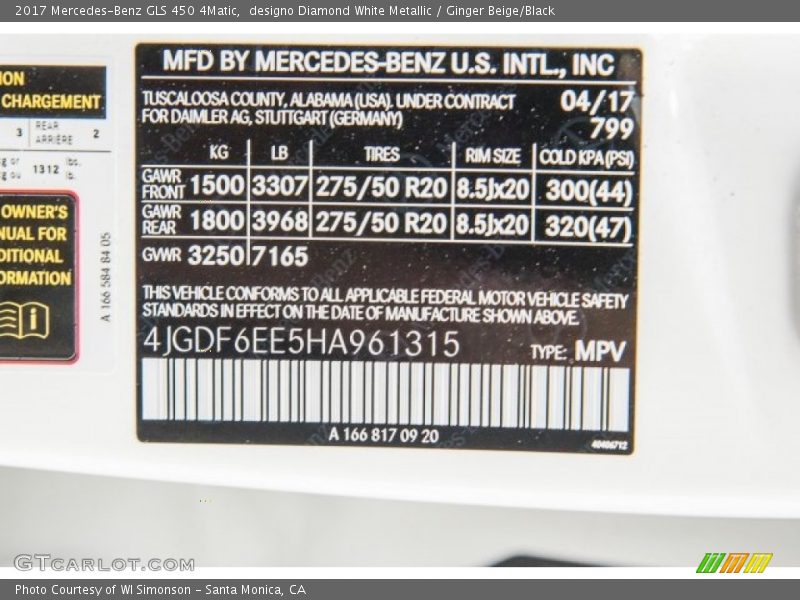 2017 Mercedes-Benz GLS 450 4Matic, designo Diamond White Metallic / Ginger Beige/Black
ION
CHARGEMENT
3 REAR ARRIÈRE 2
1312 lbs. lb.
OWNER'S
NUAL FOR
DITIONAL
ORMATION
A 166 584 84 05
MFD BY MERCEDES-BENZ U.S. INTL., INC
TUSCALOOSA COUNTY, ALABAMA (USA). UNDER CONTRACT 04/17
FOR DAIMLER AG, STUTTGART (GERMANY) 799
KG LB TIRES RIM SIZE COLD KPA(PSI)
GAWR FRONT 1500 3307 275/50 R20 8.5Jx20 300(44)
GAWR REAR 1800 3968 275/50 R20 8.5Jx20 320(47)
GWR 3250 7165
THIS VEHICLE CONFORMS TO ALL APPLICABLE FEDERAL MOTOR VEHICLE SAFETY
STANDARDS IN EFFECT ON THE DATE OF MANUFACTURE SHOWN ABOVE.
4JGDF6EE5HA961315 TYPE: MPV
A 166 817 09 20
GTCARLOT.COM
Photo Courtesy of WI Simonson - Santa Monica, CA